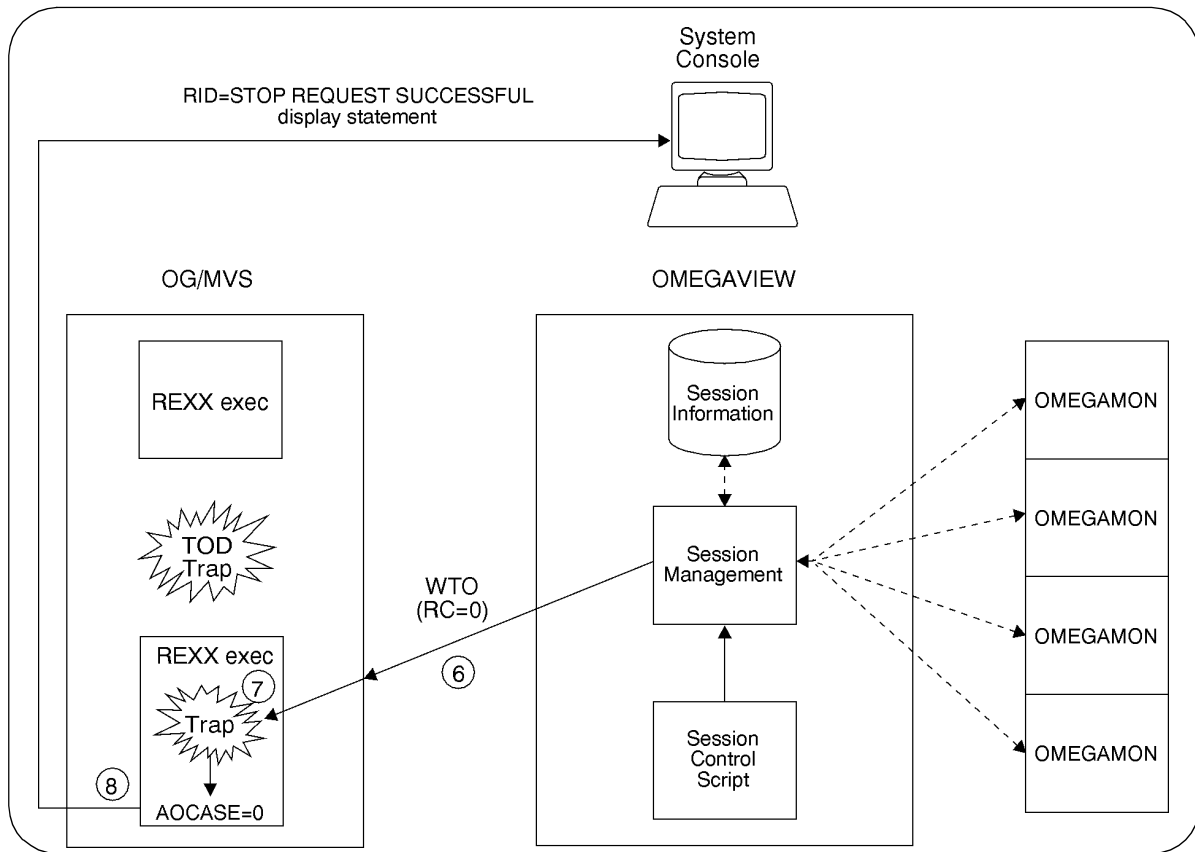 System
Console
RID=STOP REQUEST SUCCESSFUL
display statement
OG/MVS
OMEGAVIEW
REXX exec
Session
Information
OMEGAMON
TOD
Trap
Session
Management
OMEGAMON
WTO
(RC=0)
6
REXX exec
7
Trap
AOCASE=0
8
Session
Control
Script
OMEGAMON
OMEGAMON